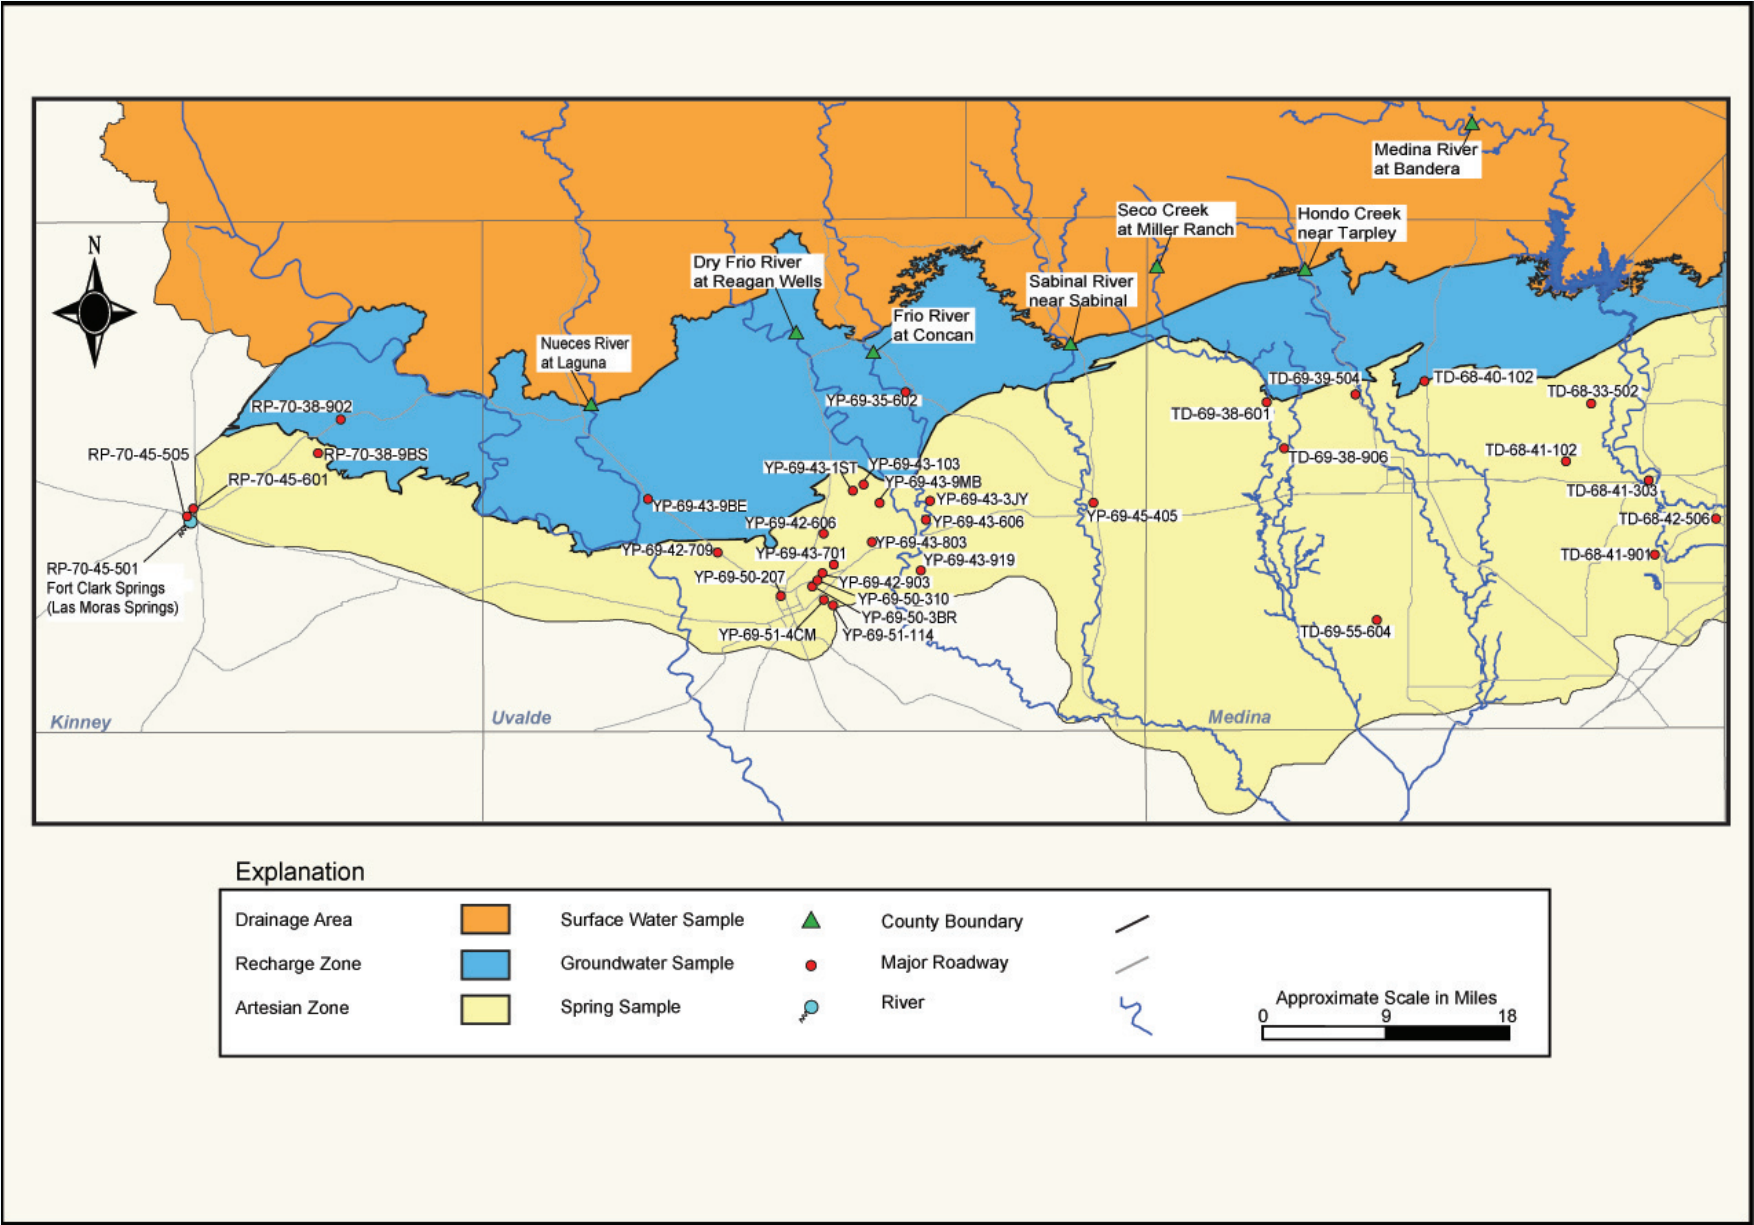 Medina River
at Bandera
Seco Creek
at Miller Ranch
Hondo Creek
near Tarpley
N
Dry Frio River
at Reagan Wells
Sabinal River
near Sabinal
Frio River
at Concan
Nueces River
at Laguna
TD-69-39-504
TD-68-40-102
TD-68-33-502
RP-70-38-902
YP-69-35-602
TD-69-38-601
RP-70-45-505
RP-70-38-9BS
TD-68-41-102
TD-69-38-906
YP-69-43-1ST
YP-69-43-103
RP-70-45-601
YP-69-43-9MB
TD-68-41-303
YP-69-43-9BE
YP-69-43-3JY
YP-69-45-405
YP-69-42-606
YP-69-43-606
TD-68-42-506
YP-69-42-709
YP-69-43-701
YP-69-43-803
TD-68-41-901
YP-69-43-919
RP-70-45-501
Fort Clark Springs
(Las Moras Springs)
YP-69-50-207
YP-69-42-903
YP-69-50-310
YP-69-50-3BR
YP-69-51-4CM
YP-69-51-114
TD-69-55-604
Kinney
Uvalde
Medina
Explanation
Drainage Area
Surface Water Sample
County Boundary
Recharge Zone
Groundwater Sample
Major Roadway
Artesian Zone
Spring Sample
River
Approximate Scale in Miles
0 9 18